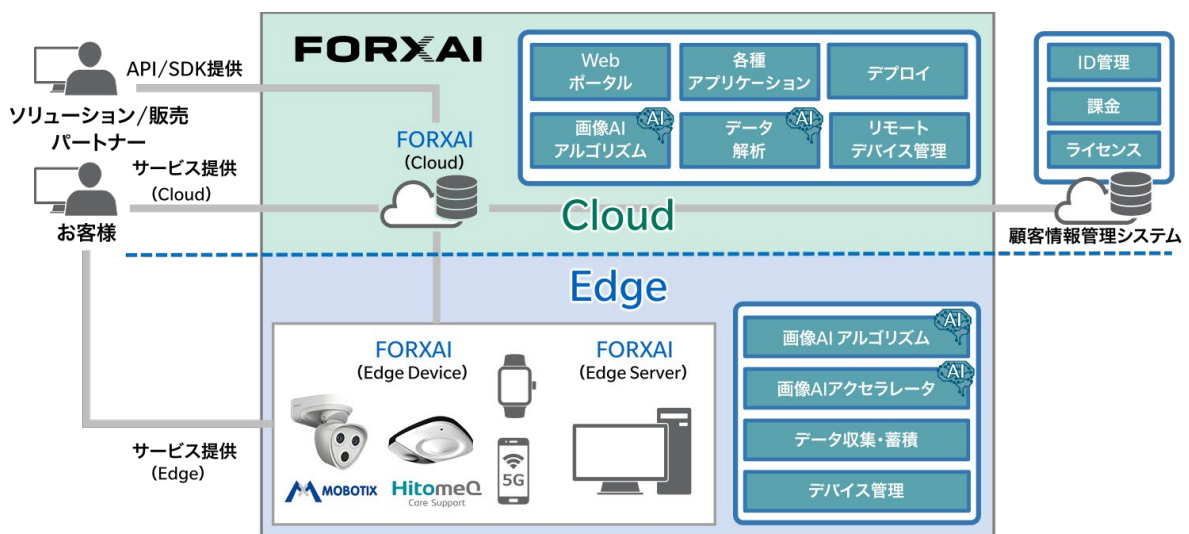 FORXAI
API/SDK提供
ソリューション/販売
パートナー
サービス提供
(Cloud)
お客様
FORXAI
(Cloud)
Web
ポータル
各種
アプリケーション
デプロイ
画像AI
アルゴリズム
AI
データ
解析
AI
リモート
デバイス管理
ID管理
課金
ライセンス
顧客情報管理システム
Cloud
Edge
FORXAI
(Edge Device)
FORXAI
(Edge Server)
MOBOTIX
HitomeQ
Care Support
5G
サービス提供
(Edge)
画像AI アルゴリズム
AI
画像AIアクセラレータ
AI
データ収集・蓄積
デバイス管理